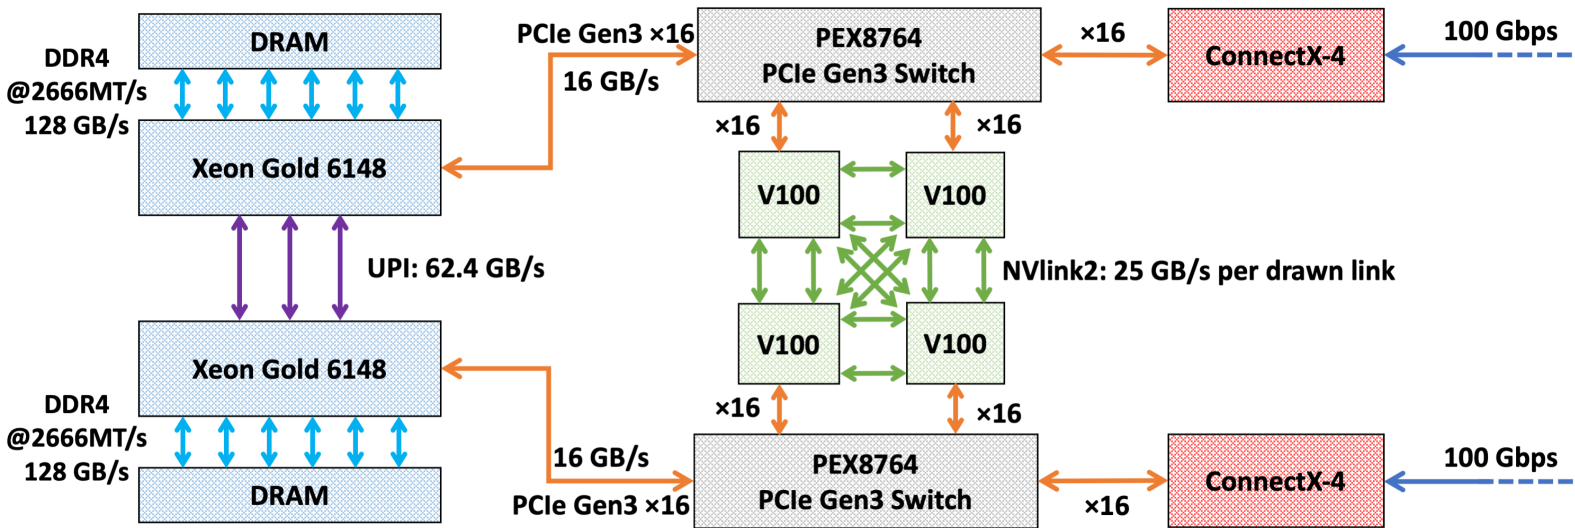 DRAM
DDR4
@2666MT/s
128 GB/s
Xeon Gold 6148
PCIe Gen3 ×16
16 GB/s
PEX8764
PCIe Gen3 Switch
×16
ConnectX-4
100 Gbps
×16
×16
V100
V100
UPI: 62.4 GB/s
NVlink2: 25 GB/s per drawn link
V100
V100
Xeon Gold 6148
DDR4
@2666MT/s
128 GB/s
DRAM
×16
×16
16 GB/s
PCIe Gen3 ×16
PEX8764
PCIe Gen3 Switch
×16
ConnectX-4
100 Gbps